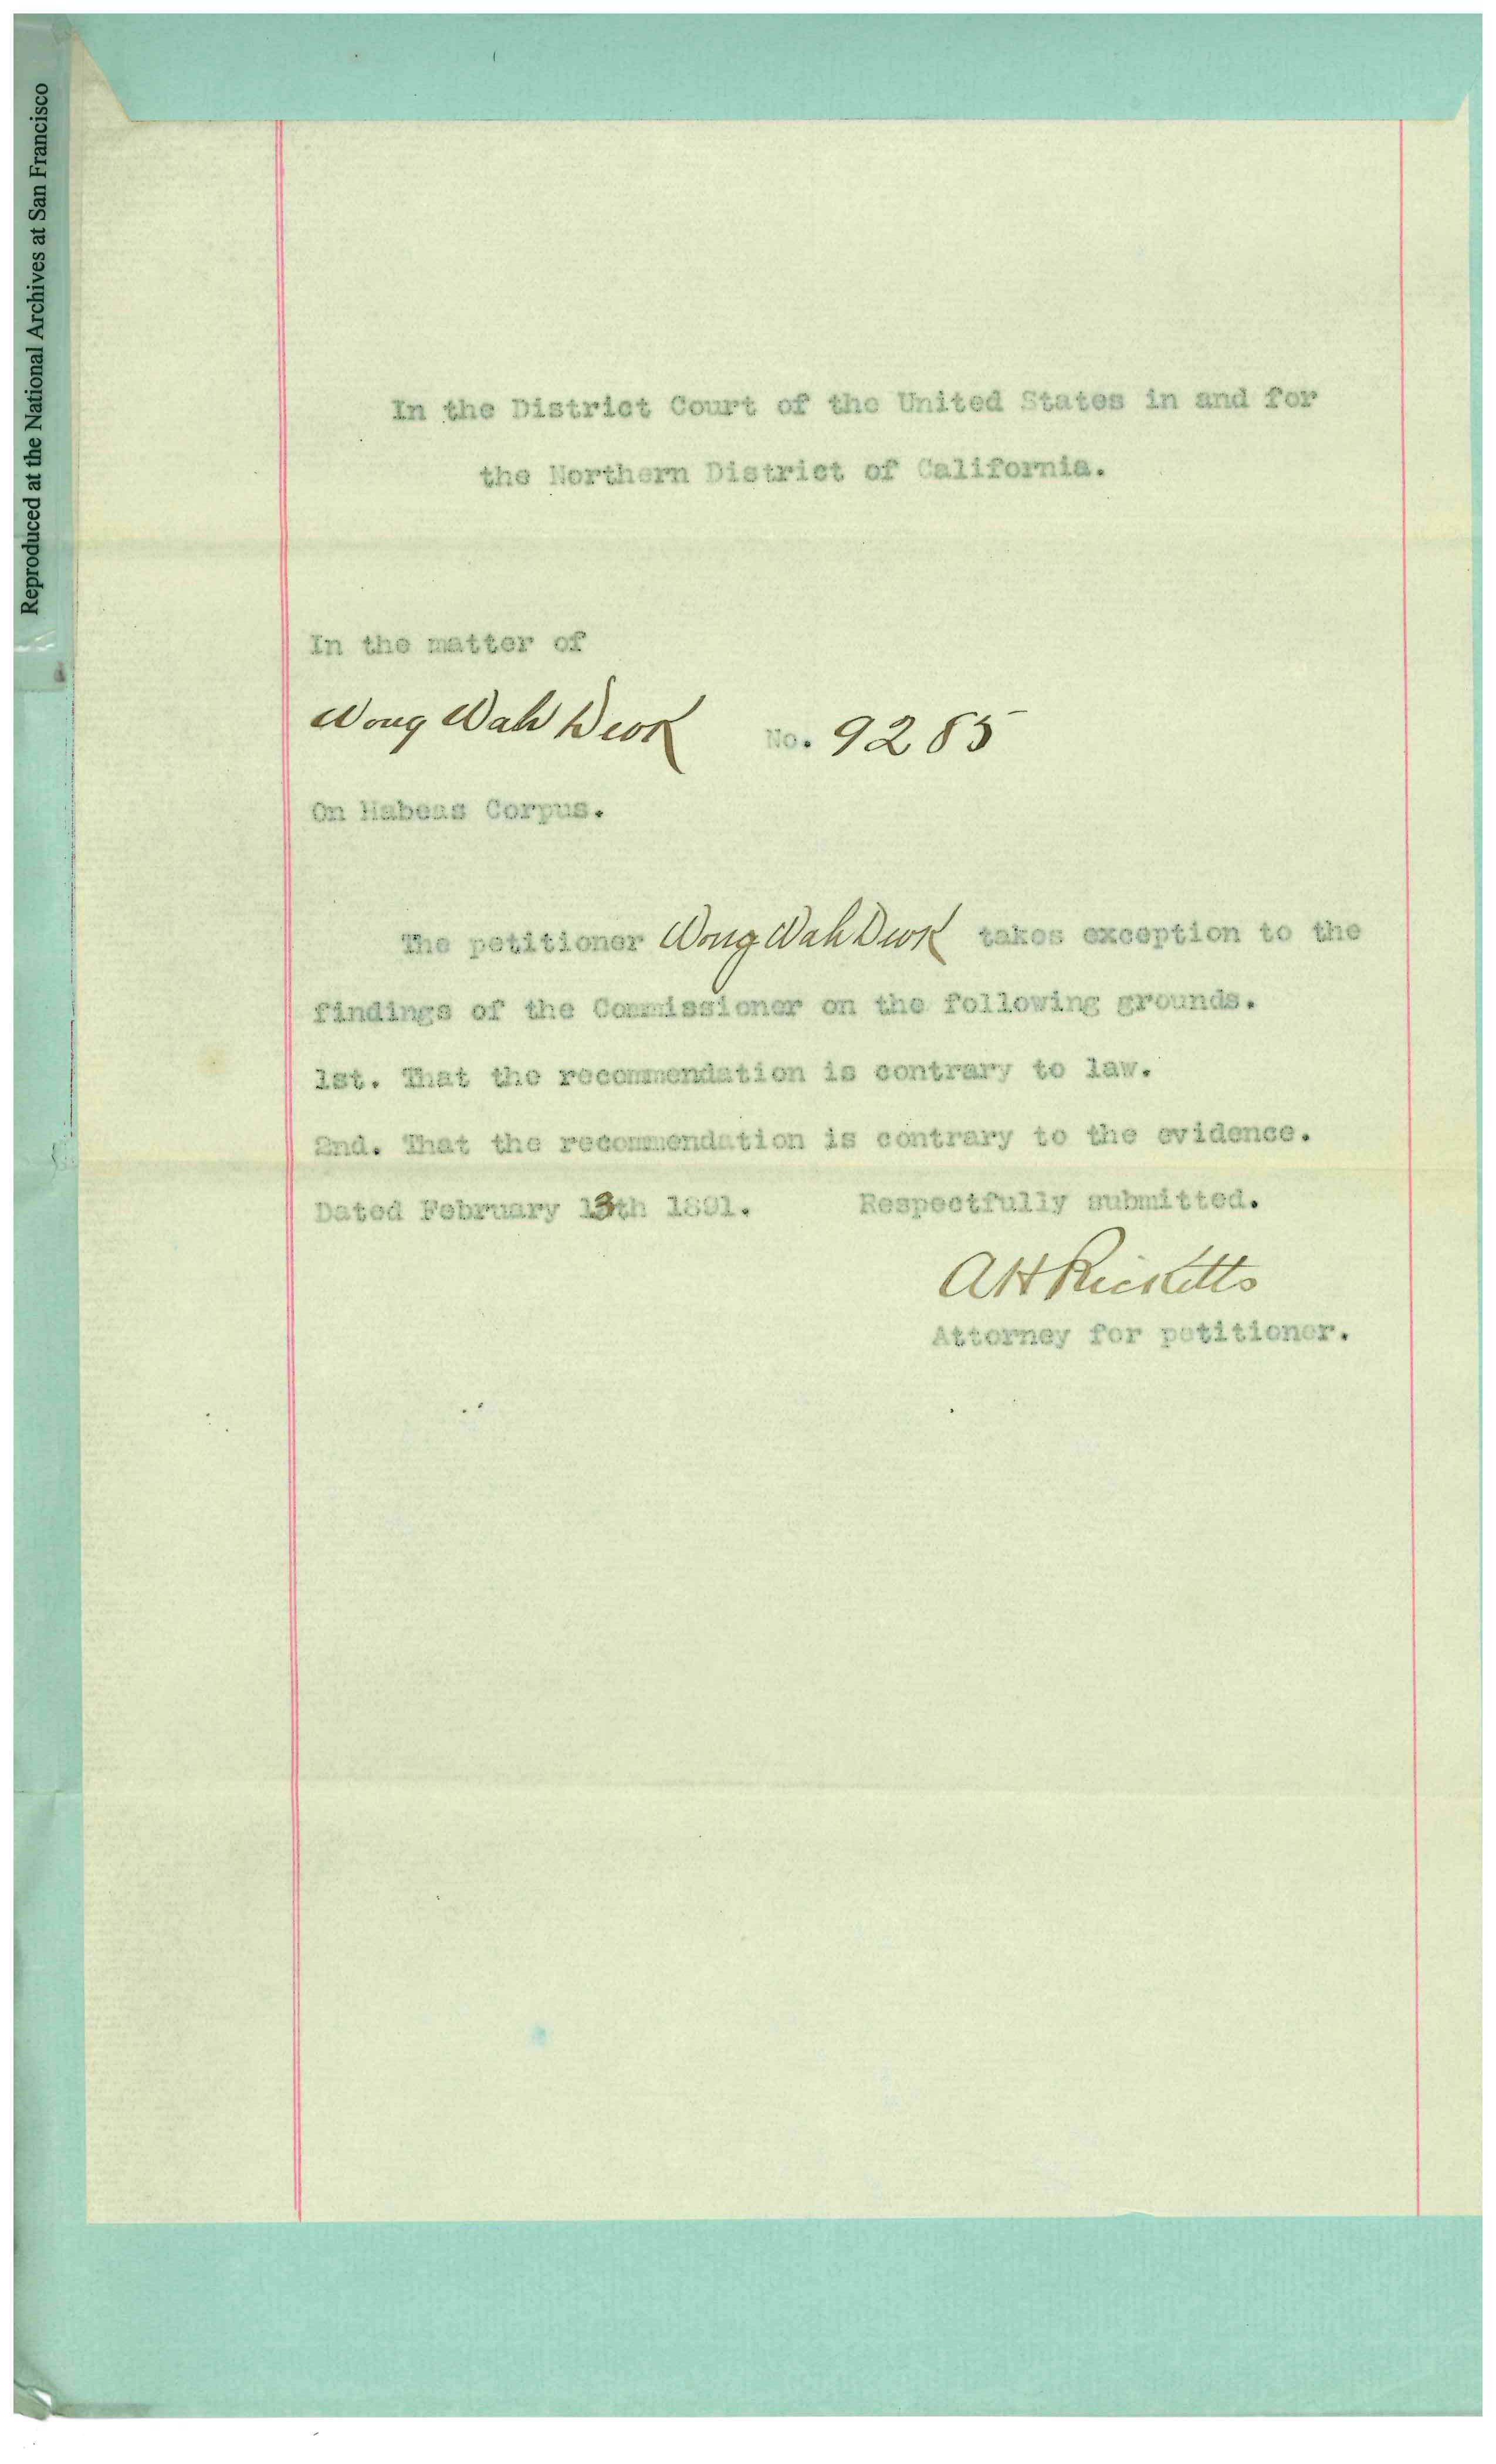 Reproduced at the National Archives at San Francisco
In the District Court of the United States in and for
the Northern District of California.
In the matter of
Wong Wah Dwok No. 9285
On Habeas Corpus.
The petitioner Wong Wah Dwok takes exception to the
findings of the Commissioner on the following grounds.
1st. That the recommendation is contrary to law.
2nd. That the recommendation is contrary to the evidence.
Dated February 13th 1891. Respectfully submitted.
AH Ricketts
Attorney for petitioner.